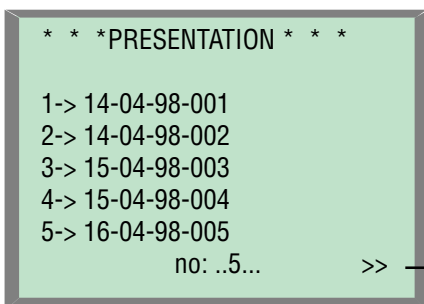 * * *PRESENTATION * * *
1-> 14-04-98-001
2-> 14-04-98-002
3-> 15-04-98-003
4-> 15-04-98-004
5-> 16-04-98-005
no: ..5... >>